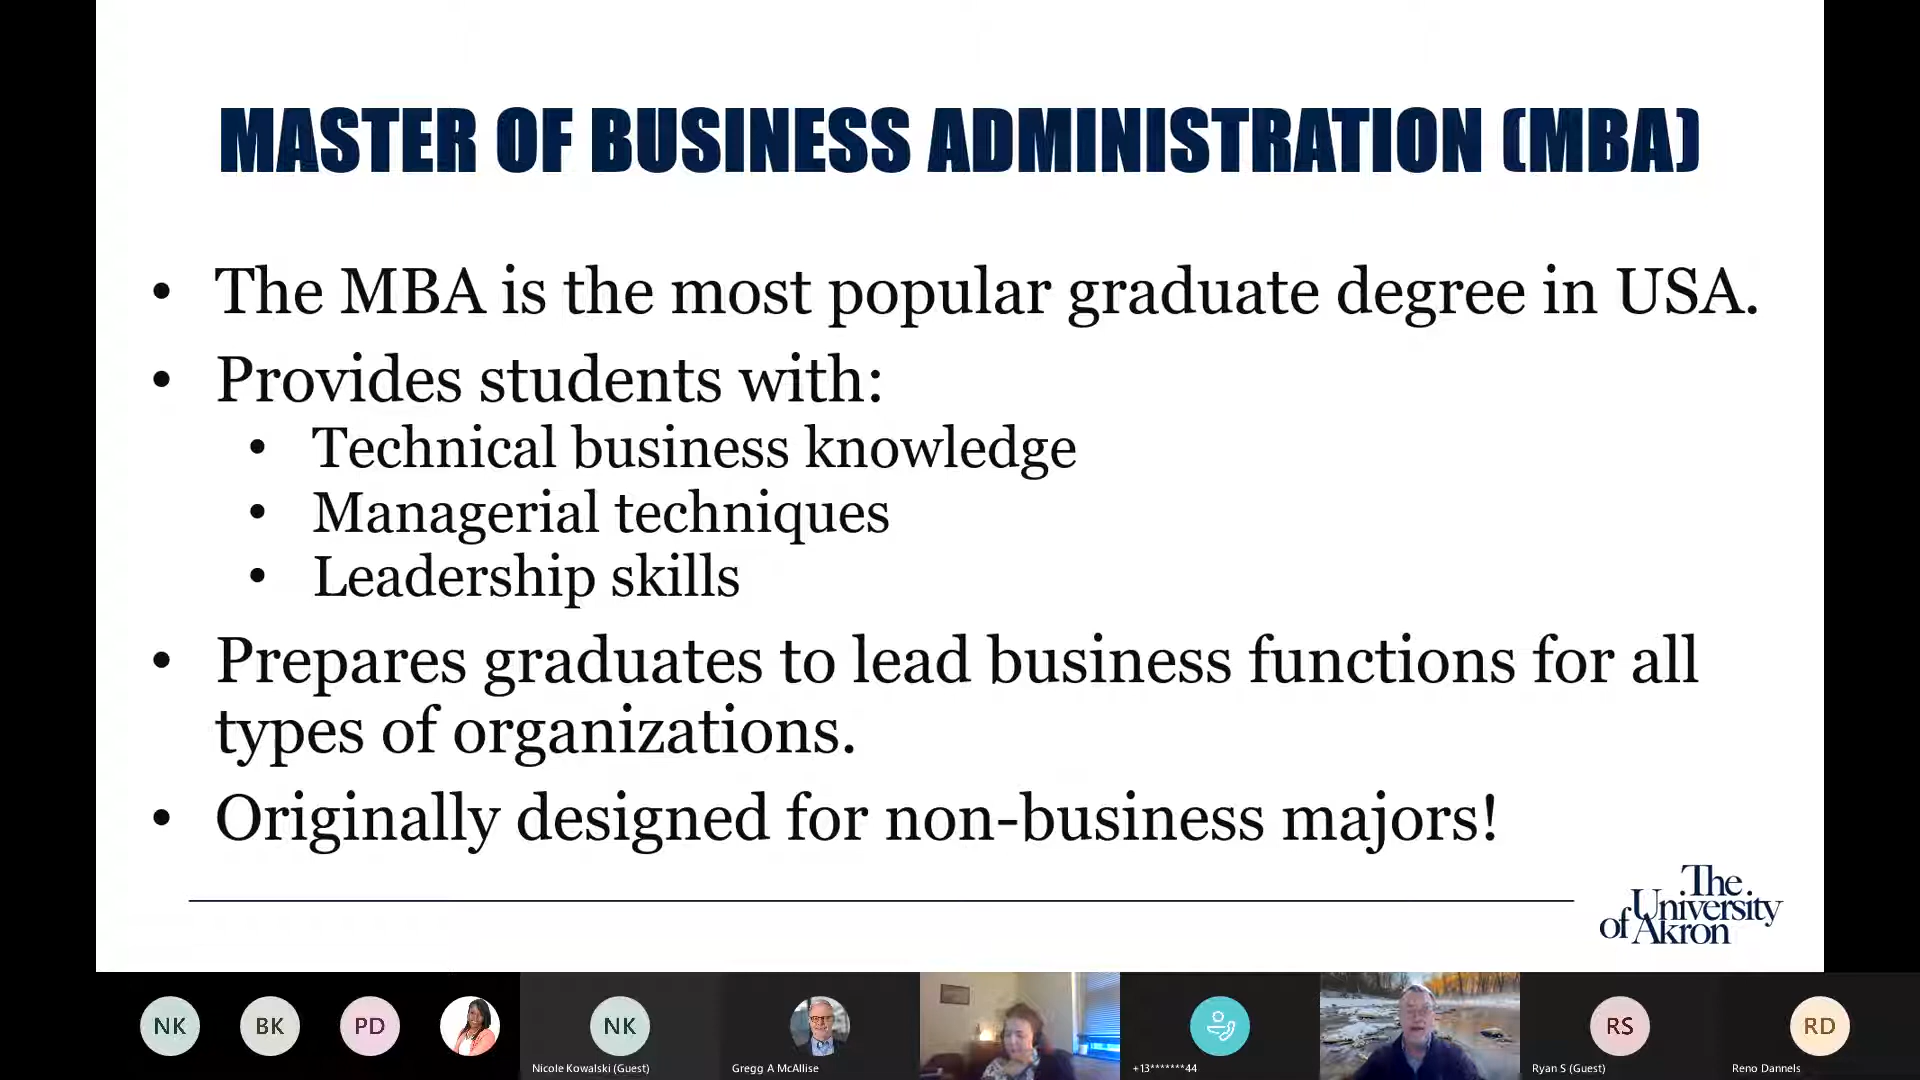 MASTER OF BUSINESS ADMINISTRATION (MBA)
• The MBA is the most popular graduate degree in USA.
• Provides students with:
• Technical business knowledge
• Managerial techniques
• Leadership skills
• Prepares graduates to lead business functions for all
types of organizations.
• Originally designed for non-business majors!
The
University
of Akron
NK
BK
PD
NK
RS
RD
Nicole Kowalski (Guest)
Gregg A McAllise
+13*******44
Ryan S (Guest)
Reno Dannels